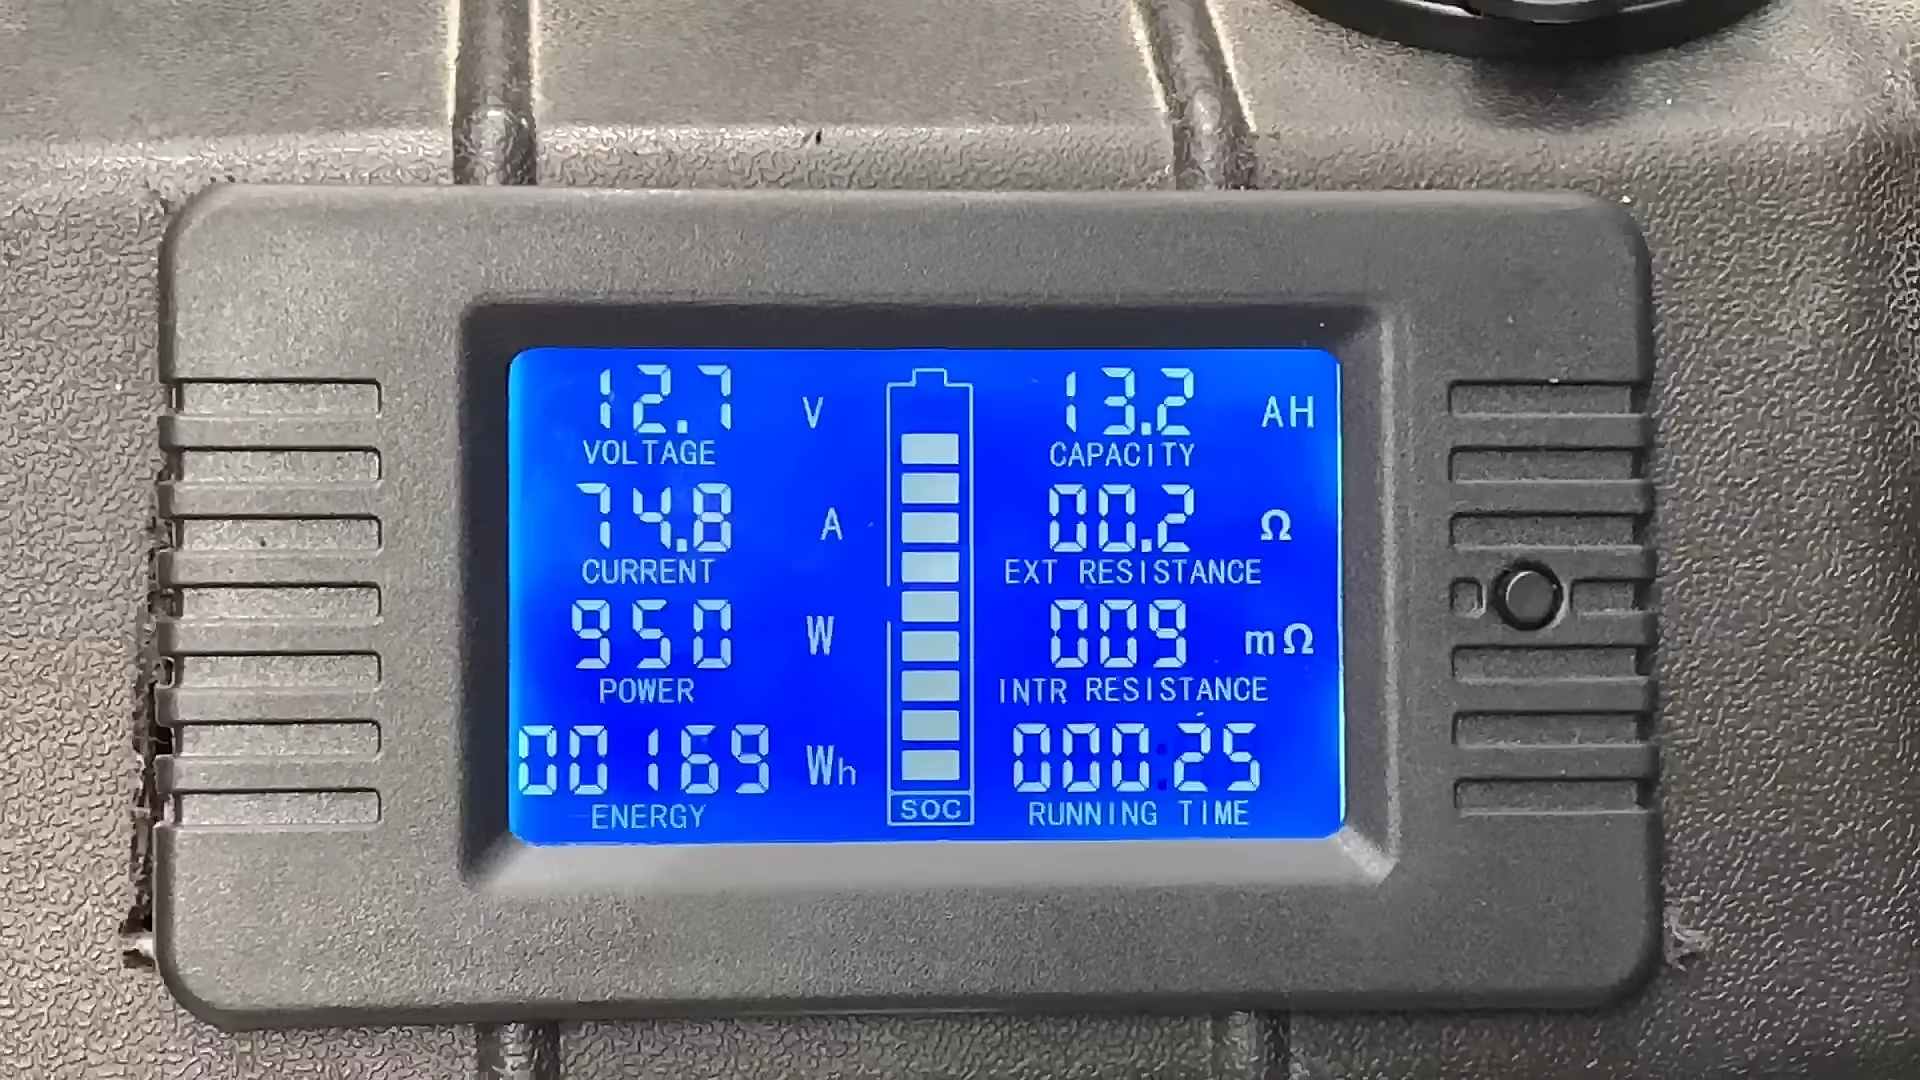 12.7 V
VOLTAGE
74.8 A
CURRENT
950 W
POWER
00169 Wh
ENERGY
SOC
13.2 AH
CAPACITY
00.2 Ω
EXT RESISTANCE
009 mΩ
INTR RESISTANCE
000:25
RUNNING TIME